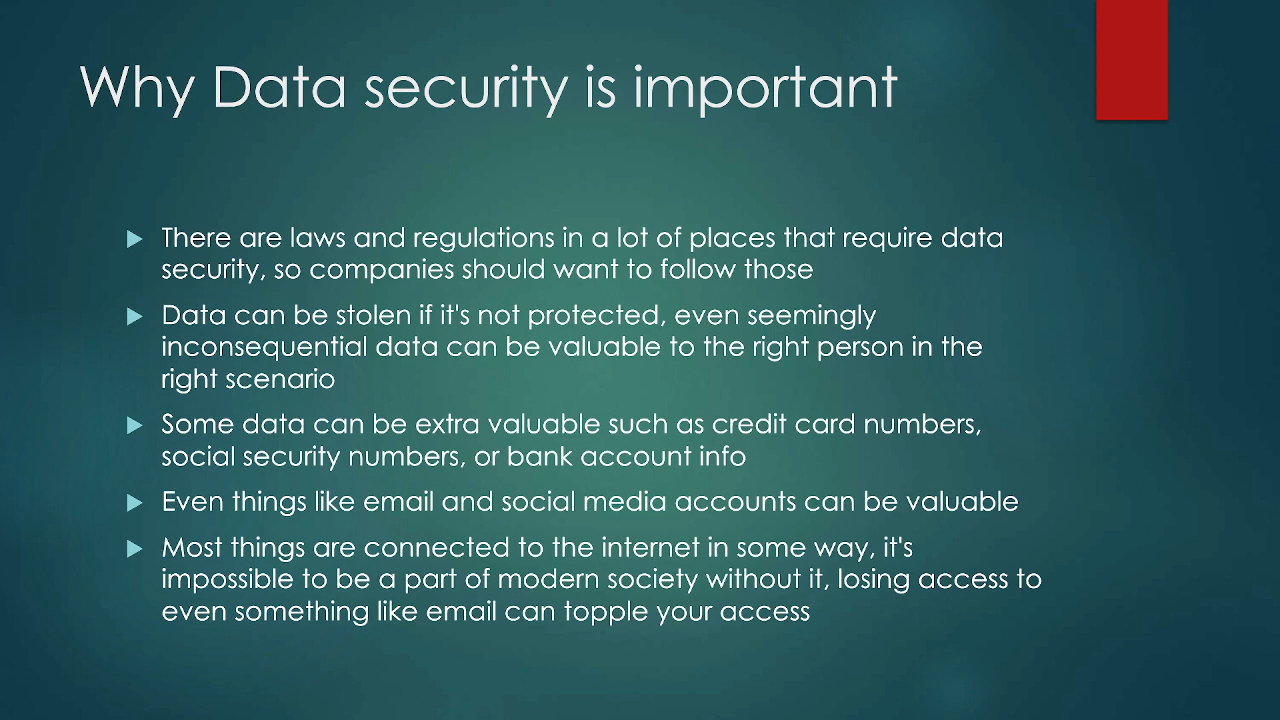 Why Data security is important
There are laws and regulations in a lot of places that require data
security, so companies should want to follow those
Data can be stolen if it's not protected, even seemingly
inconsequential data can be valuable to the right person in the
right scenario
Some data can be extra valuable such as credit card numbers,
social security numbers, or bank account info
Even things like email and social media accounts can be valuable
Most things are connected to the internet in some way, it's
impossible to be a part of modern society without it, losing access to
even something like email can topple your access